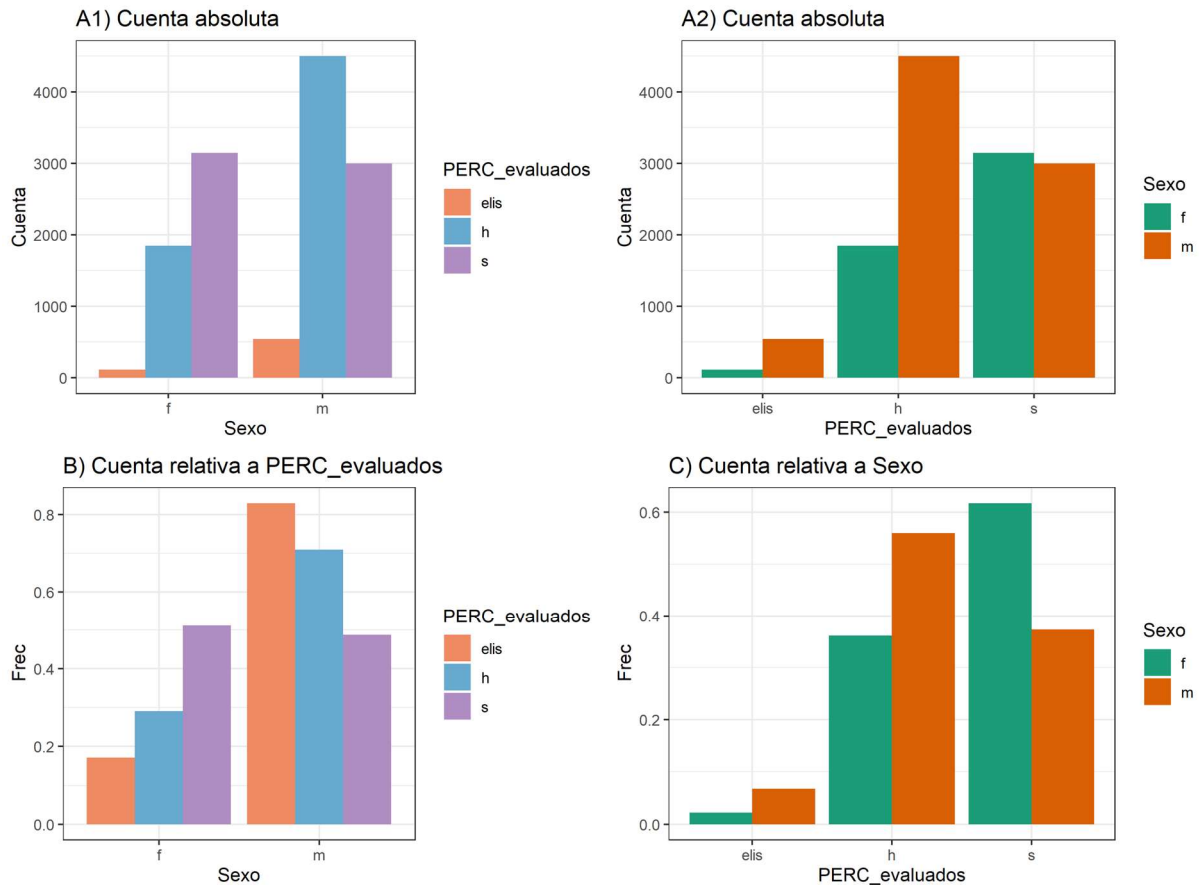 A1) Cuenta absoluta
Cuenta
4000
3000
2000
1000
0
f
m
Sexo
PERC_evaluados
elis
h
s
A2) Cuenta absoluta
Cuenta
4000
3000
2000
1000
0
elis
h
s
PERC_evaluados
Sexo
f
m
B) Cuenta relativa a PERC_evaluados
Frec
0.8
0.6
0.4
0.2
0.0
f
m
Sexo
PERC_evaluados
elis
h
s
C) Cuenta relativa a Sexo
Frec
0.6
0.4
0.2
0.0
elis
h
s
PERC_evaluados
Sexo
f
m